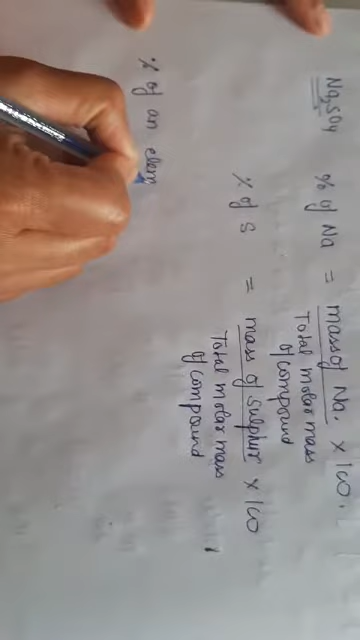 Na2SO4
% of Na = mass of Na. × 100.
Total molar mass
of compound
% of S = mass of sulphur × 100
Total molar mass
of compound
% of an elem